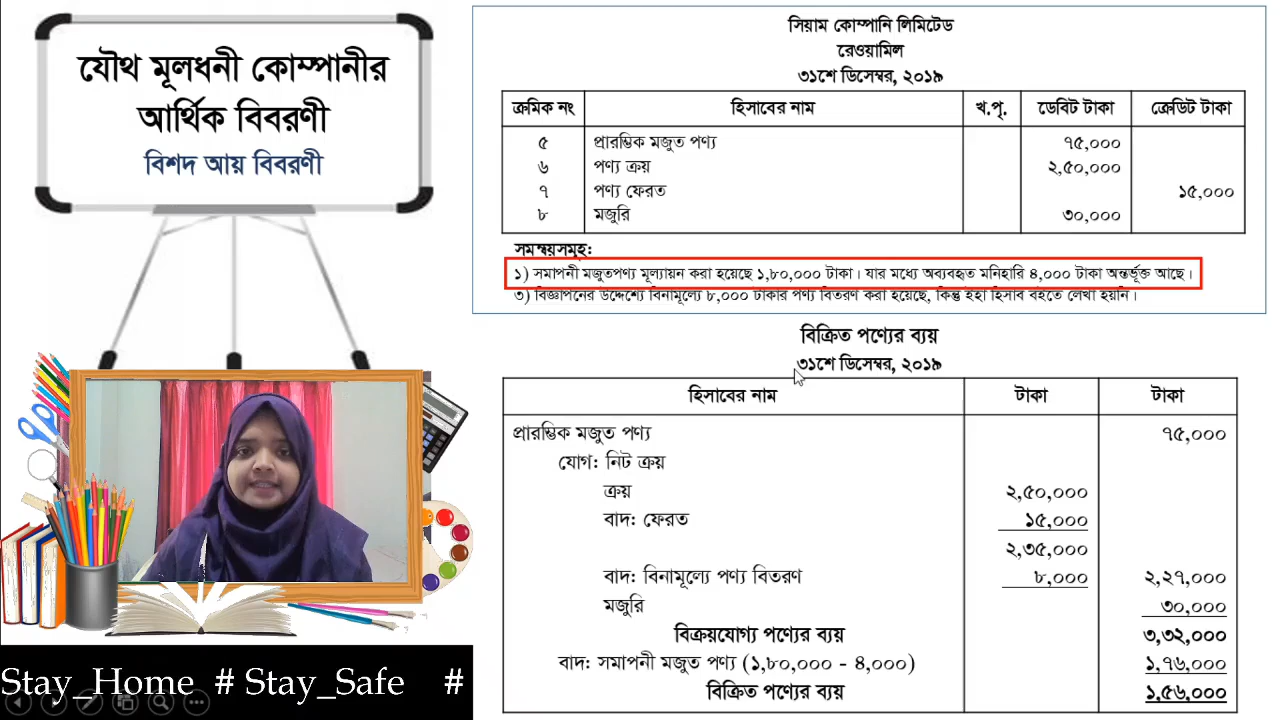 যৌথ মূলধনী কোম্পানীর
আর্থিক বিবরণী
বিশদ আয় বিবরণী
সিয়াম কোম্পানি লিমিটেড
রেওয়ামিল
৩১শে ডিসেম্বর, ২০১৯
ক্রমিক নং হিসাবের নাম খ.পৃ. ডেবিট টাকা ক্রেডিট টাকা
৫ প্রারম্ভিক মজুত পণ্য ৭৫,০০০
৬ পণ্য ক্রয় ২,৫০,০০০
৭ পণ্য ফেরত ১৫,০০০
৮ মজুরি ৩০,০০০
সমন্বয়সমূহ:
১) সমাপনী মজুতপণ্য মূল্যায়ন করা হয়েছে ১,৮০,০০০ টাকা। যার মধ্যে অব্যবহৃত মনিহারি ৪,০০০ টাকা অন্তর্ভূক্ত আছে।
৩) বিজ্ঞাপনের উদ্দেশ্যে বিনামূল্যে ৮,০০০ টাকার পণ্য বিতরণ করা হয়েছে, কিন্তু ইহা হিসাব বইতে লেখা হয়নি।
বিক্রিত পণ্যের ব্যয়
৩১শে ডিসেম্বর, ২০১৯
হিসাবের নাম টাকা টাকা
প্রারম্ভিক মজুত পণ্য ৭৫,০০০
যোগ: নিট ক্রয়
ক্রয় ২,৫০,০০০
বাদ: ফেরত ১৫,০০০
২,৩৫,০০০
বাদ: বিনামূল্যে পণ্য বিতরণ ৮,০০০ ২,২৭,০০০
মজুরি ৩০,০০০
বিক্রয়যোগ্য পণ্যের ব্যয় ৩,৩২,০০০
বাদ: সমাপনী মজুত পণ্য (১,৮০,০০০ - ৪,০০০) ১,৭৬,০০০
বিক্রিত পণ্যের ব্যয় ১,৫৬,০০০
Stay_Home # Stay_Safe #